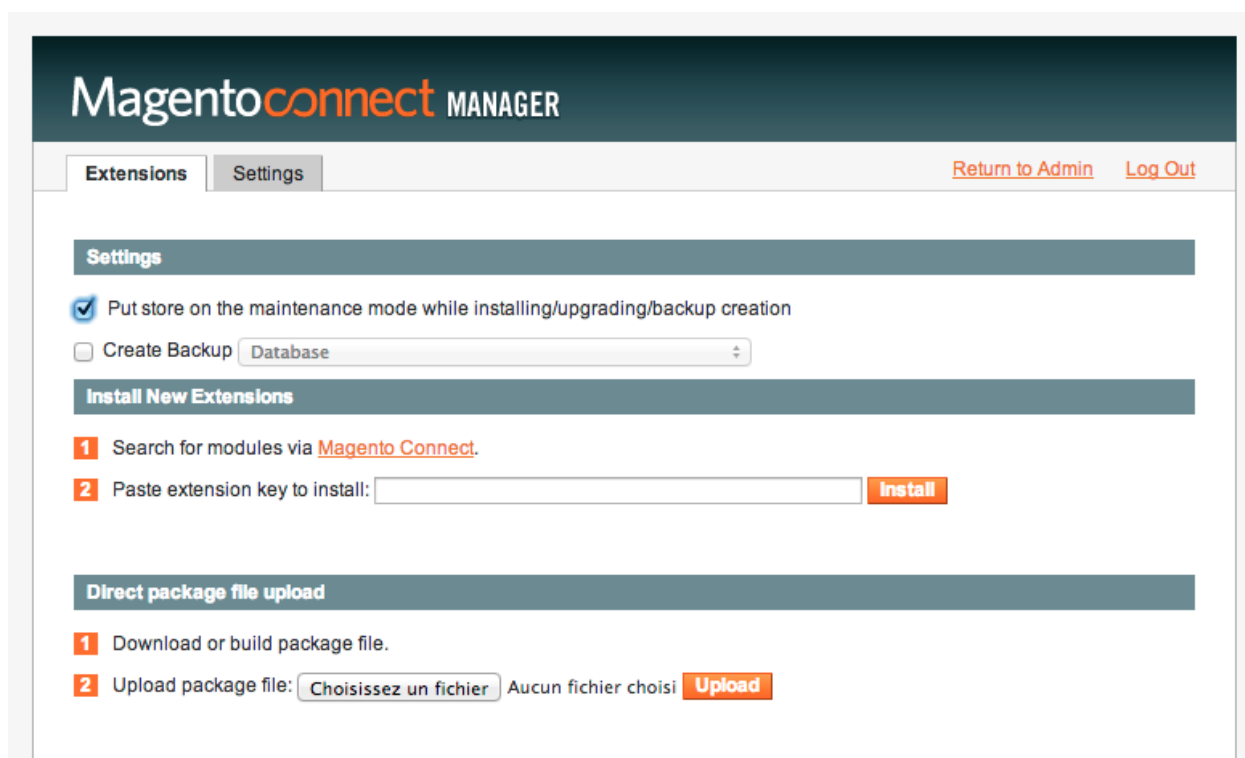 Magentoconnect MANAGER
Extensions Settings Return to Admin Log Out
Settings
Put store on the maintenance mode while installing/upgrading/backup creation
Create Backup Database
Install New Extensions
1 Search for modules via Magento Connect.
2 Paste extension key to install: Install
Direct package file upload
1 Download or build package file.
2 Upload package file: Choisissez un fichier Aucun fichier choisi Upload